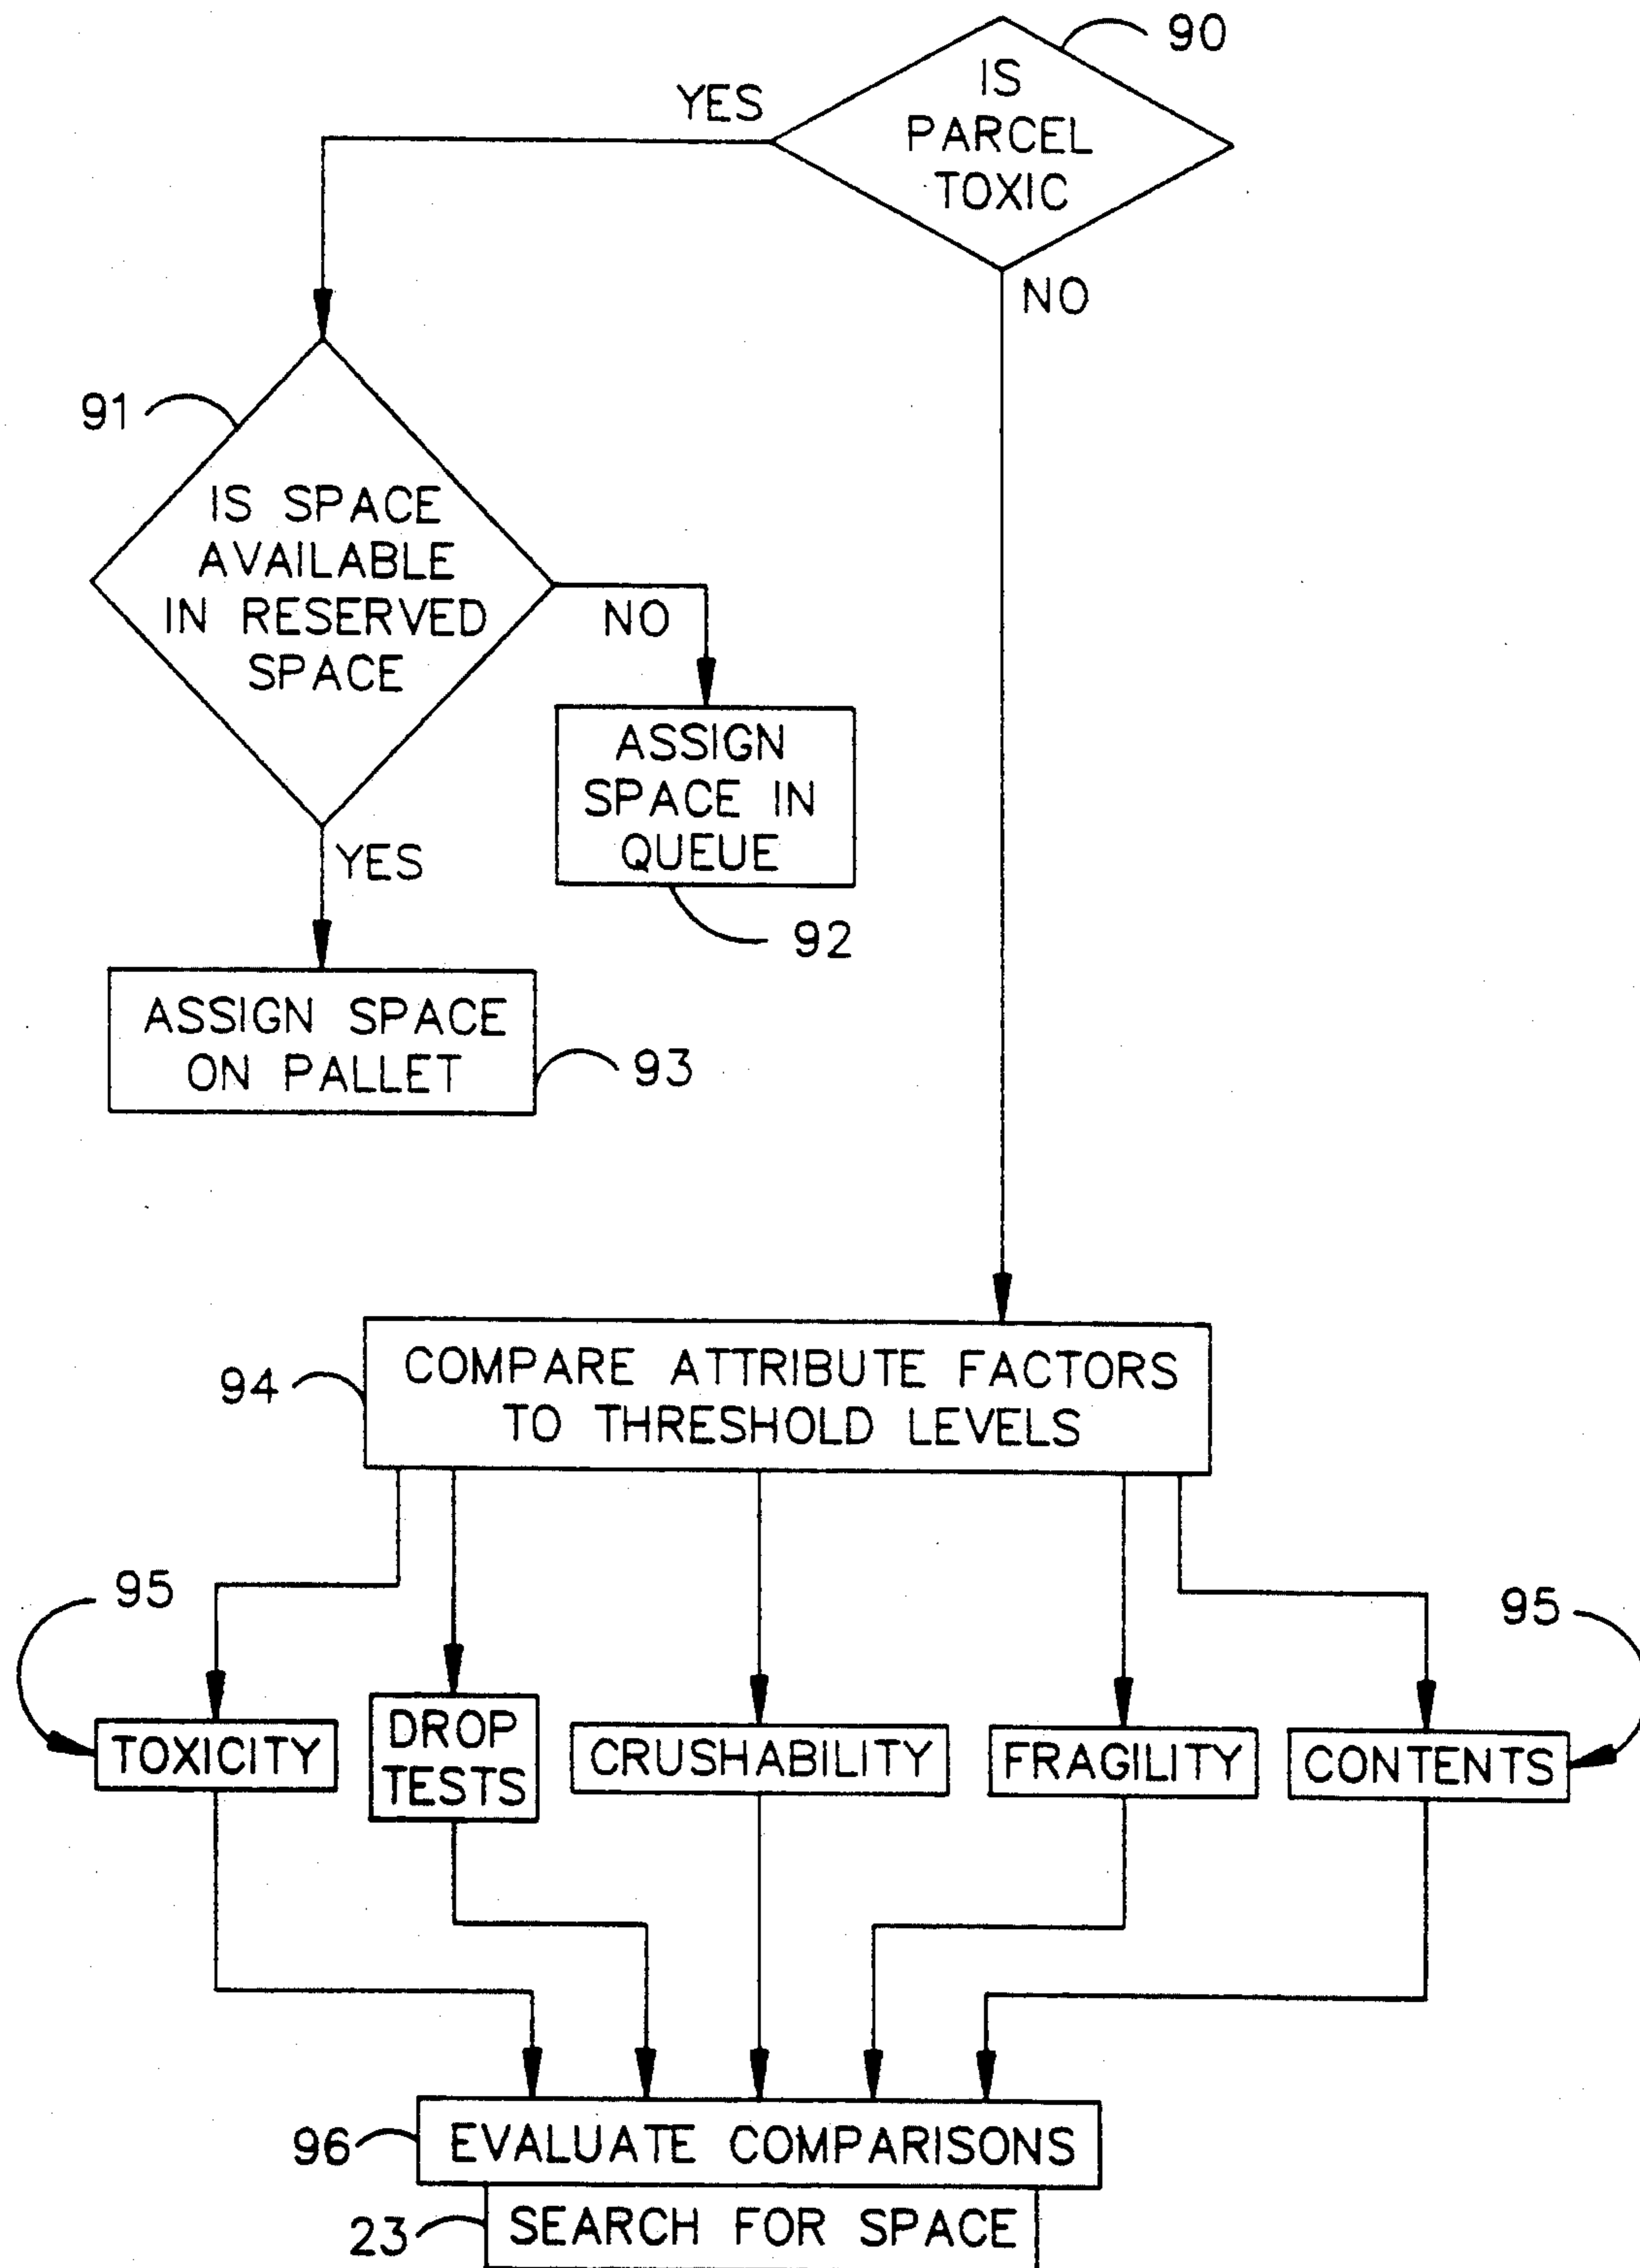 90
IS
PARCEL
TOXIC
YES
NO
91
IS SPACE
AVAILABLE
IN RESERVED
SPACE
NO
ASSIGN
SPACE IN
QUEUE
92
YES
ASSIGN SPACE
ON PALLET
93
94
COMPARE ATTRIBUTE FACTORS
TO THRESHOLD LEVELS
95
95
TOXICITY
DROP
TESTS
CRUSHABILITY
FRAGILITY
CONTENTS
96
EVALUATE COMPARISONS
23
SEARCH FOR SPACE